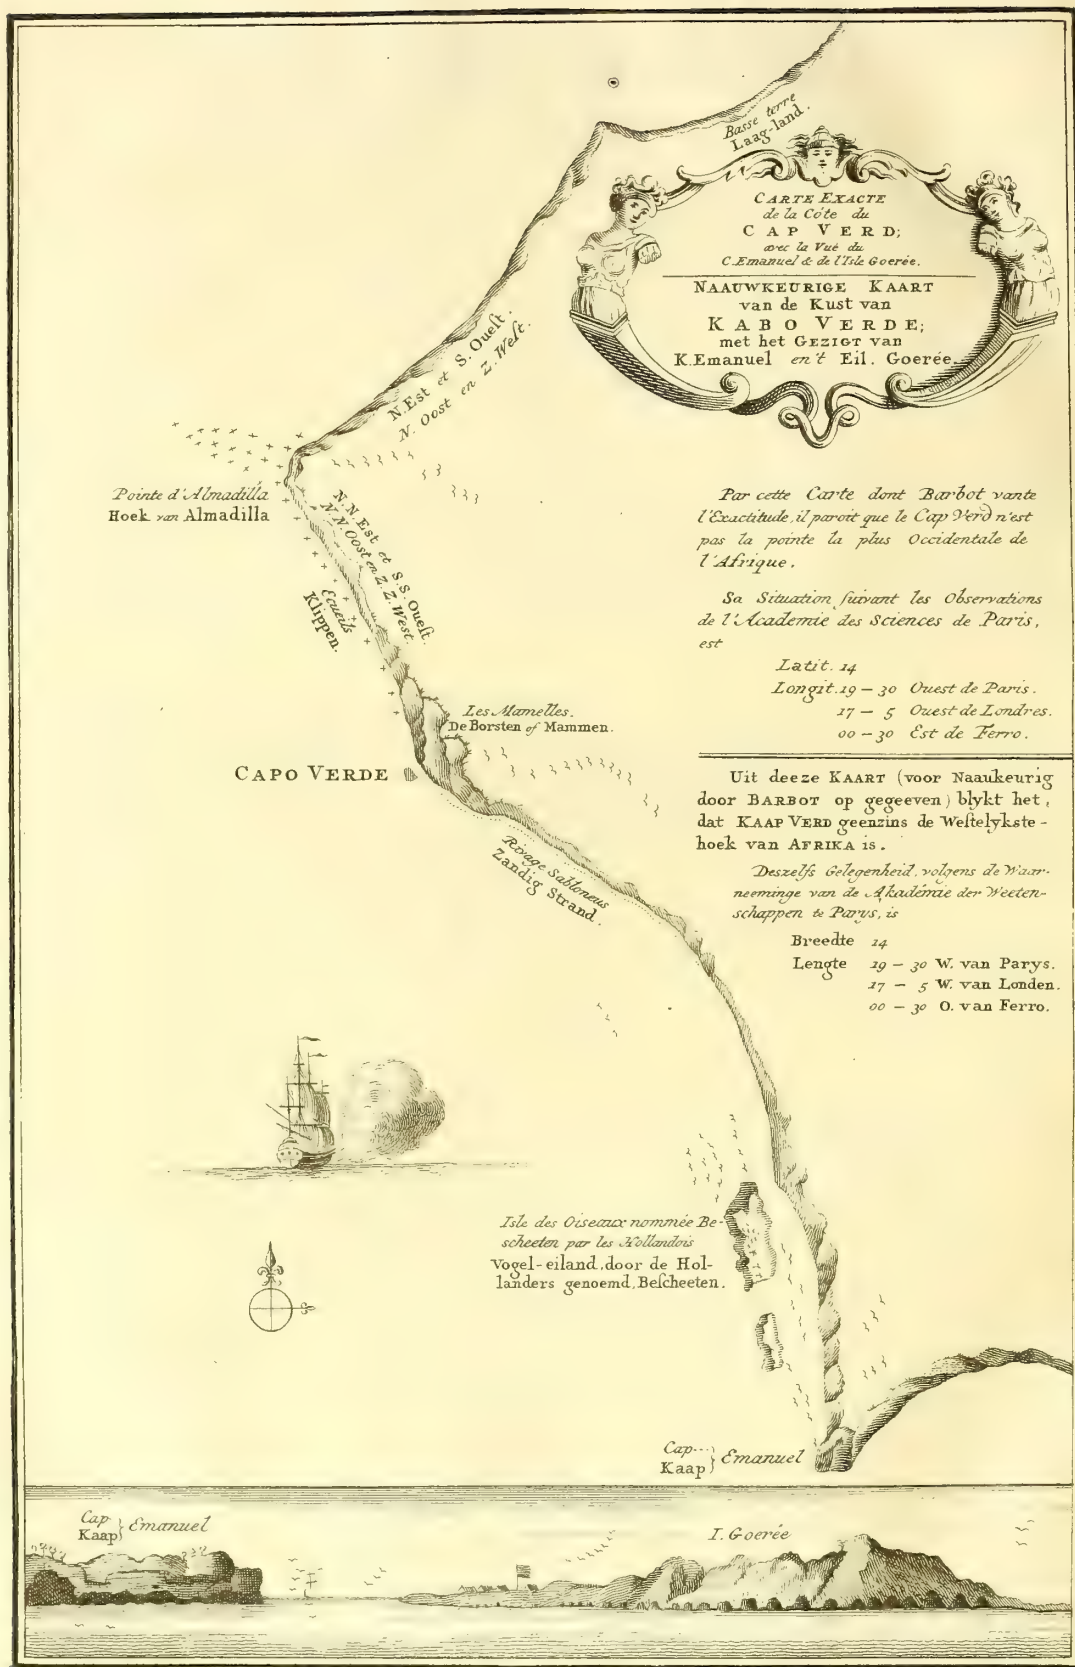 Basse terre
Laag-land.
CARTE EXACTE
de la Côte du
CAP VERD;
avec la Vuë du
C. Emanuel & de l'Isle Goerée.
NAAUWKEURIGE KAART
van de Kust van
KABO VERDE;
met het GEZIGT van
K. Emanuel en 't Eil. Goerée.
N. Est et S. Oueſt.
N. Oost en Z. Weſt.
Pointe d'Almadilla
Hoek van Almadilla
N. N Est et S. S. Oueſt.
N. N. Oost en Z. Z. West.
Ecueils
Klippen.
Par cette Carte dont Barbot vante
l'Exactitude, il paroit que le Cap Verd n'est
pas la pointe la plus Occidentale de
l'Afrique.
Sa Situation ſuivant les Observations
de l'Academie des Sciences de Paris,
est
Latit. 14
Longit. 19 – 30 Ouest de Paris.
17 – 5 Ouest de Londres.
00 – 30 Est de Ferro.
Les Mamelles.
De Borsten of Mammen.
CAPO VERDE
Uit deeze KAART (voor Naaukeurig
door BARBOT op gegeeven) blykt het,
dat KAAP VERD geenzins de Weſtelykste-
hoek van AFRIKA is.
Deszelfs Gelegenheid, volgens de Waar-
neeminge van de Akadémie der Weeten-
schappen te Parys, is
Breedte 14
Lengte 19 – 30 W. van Parys.
17 – 5 W. van Londen.
00 – 30 O. van Ferro.
Rivage Sabloneus
Zandig Strand.
Isle des Oiseaux nommée Be-
scheeten par les Hollandois
Vogel-eiland, door de Hol-
landers genoemd, Beſcheeten.
Cap
Kaap } Emanuel
Cap
Kaap } Emanuel
I. Goerée